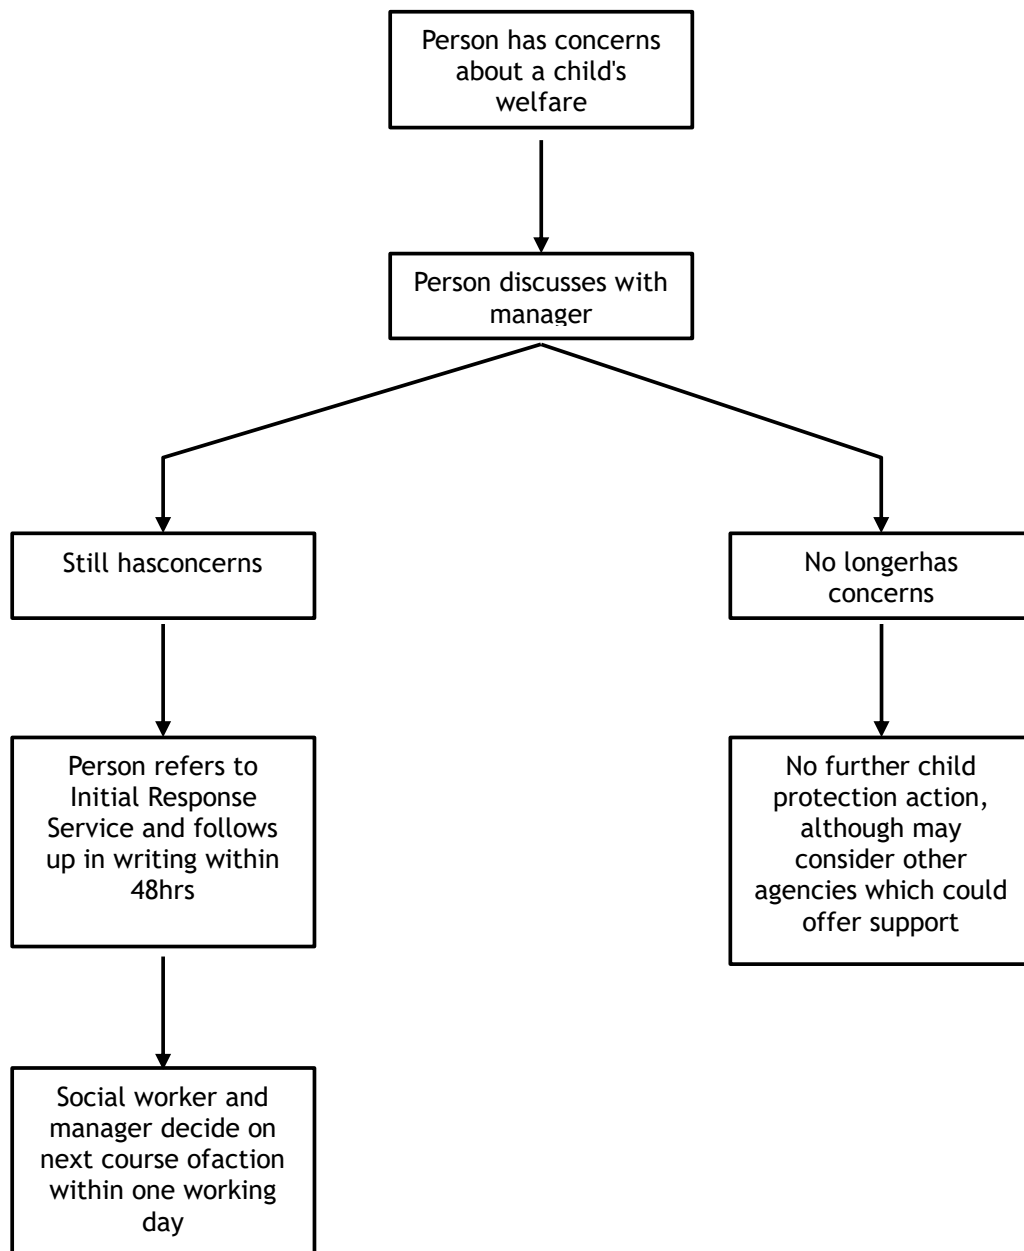 Person has concerns
about a child's
welfare
Person discusses with
manager
Still hasconcerns
No longerhas
concerns
Person refers to
Initial Response
Service and follows
up in writing within
48hrs
No further child
protection action,
although may
consider other
agencies which could
offer support
Social worker and
manager decide on
next course ofaction
within one working
day